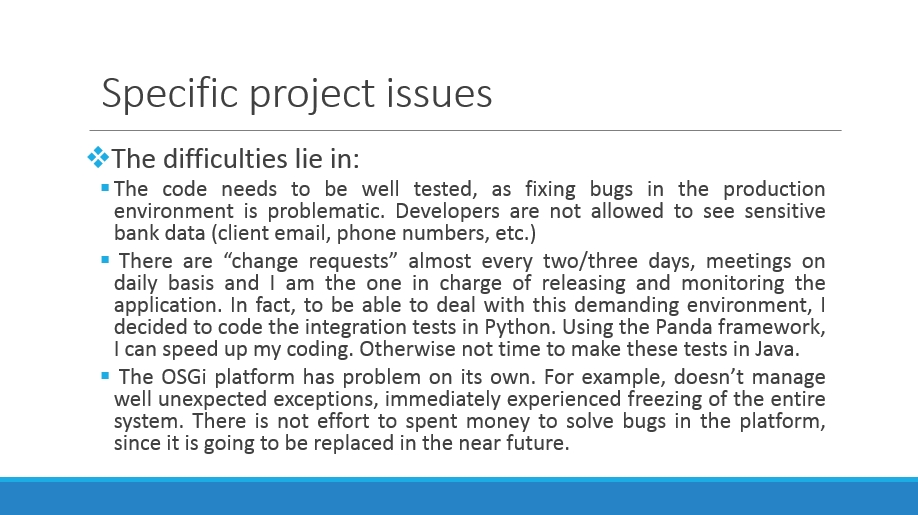 Specific project issues
The difficulties lie in:
The code needs to be well tested, as fixing bugs in the production
environment is problematic. Developers are not allowed to see sensitive
bank data (client email, phone numbers, etc.)
There are “change requests” almost every two/three days, meetings on
daily basis and I am the one in charge of releasing and monitoring the
application. In fact, to be able to deal with this demanding environment, I
decided to code the integration tests in Python. Using the Panda framework,
I can speed up my coding. Otherwise not time to make these tests in Java.
The OSGi platform has problem on its own. For example, doesn’t manage
well unexpected exceptions, immediately experienced freezing of the entire
system. There is not effort to spent money to solve bugs in the platform,
since it is going to be replaced in the near future.